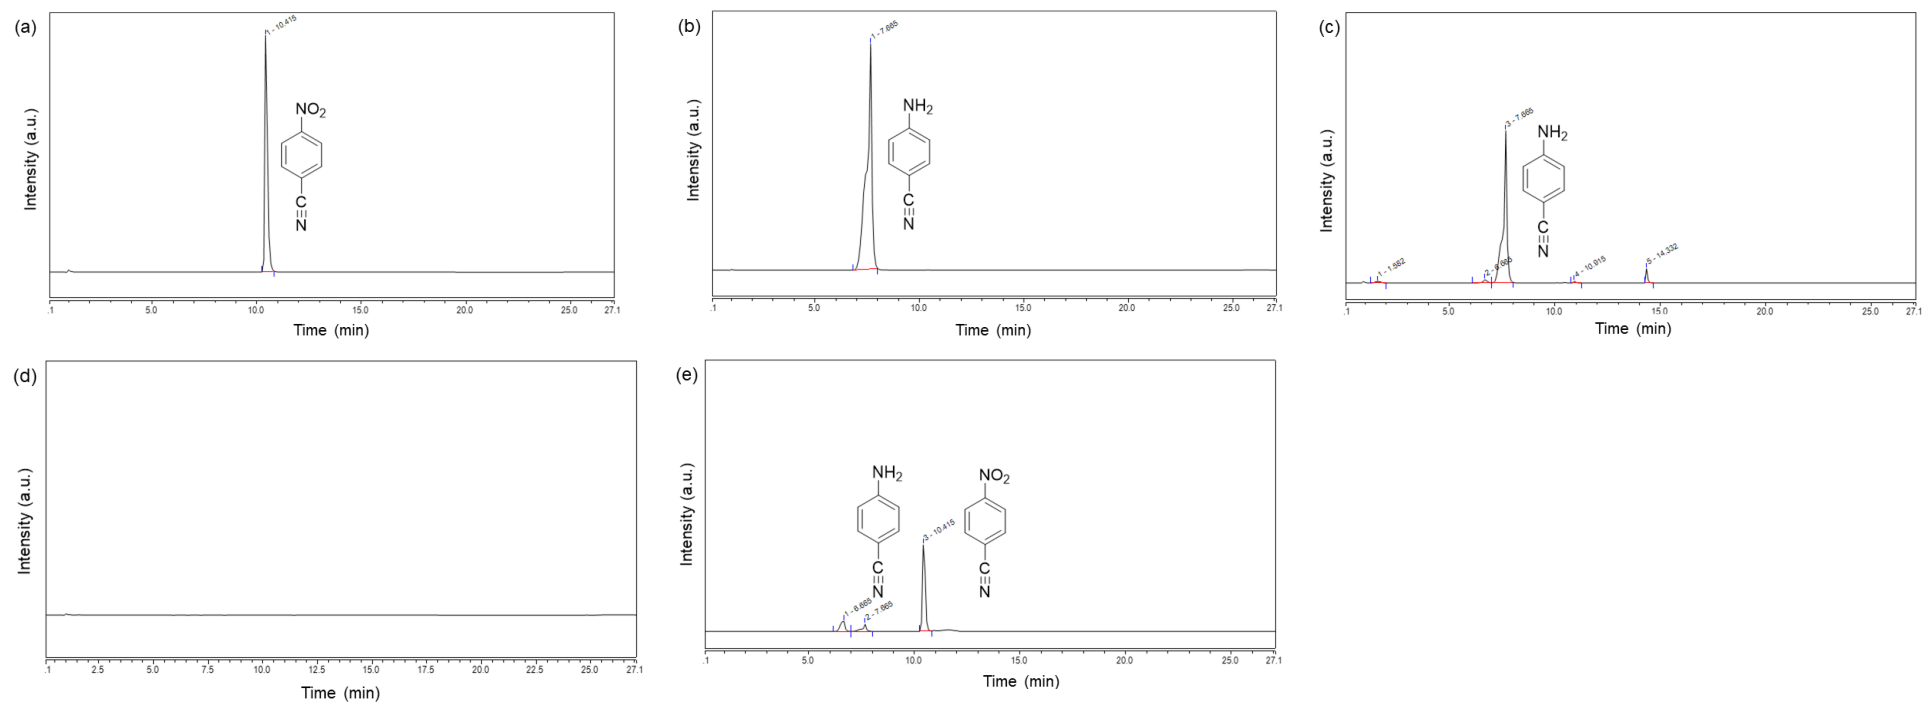 (a)
1 - 10.415
NO2
C
N
Intensity (a.u.)
.1 5.0 10.0 15.0 20.0 25.0 27.1
Time (min)
(b)
1 - 7.665
NH2
C
N
Intensity (a.u.)
.1 5.0 10.0 15.0 20.0 25.0 27.1
Time (min)
(c)
3 - 7.665
NH2
C
N
1 - 1.582
2 - 6.665
4 - 10.915
5 - 14.332
Intensity (a.u.)
.1 5.0 10.0 15.0 20.0 25.0 27.1
Time (min)
(d)
Intensity (a.u.)
.1 2.5 5.0 7.5 10.0 12.5 15.0 17.5 20.0 22.5 25.0 27.1
Time (min)
(e)
NH2
C
N
NO2
C
N
1 - 6.665
2 - 7.665
3 - 10.415
Intensity (a.u.)
.1 5.0 10.0 15.0 20.0 25.0 27.1
Time (min)